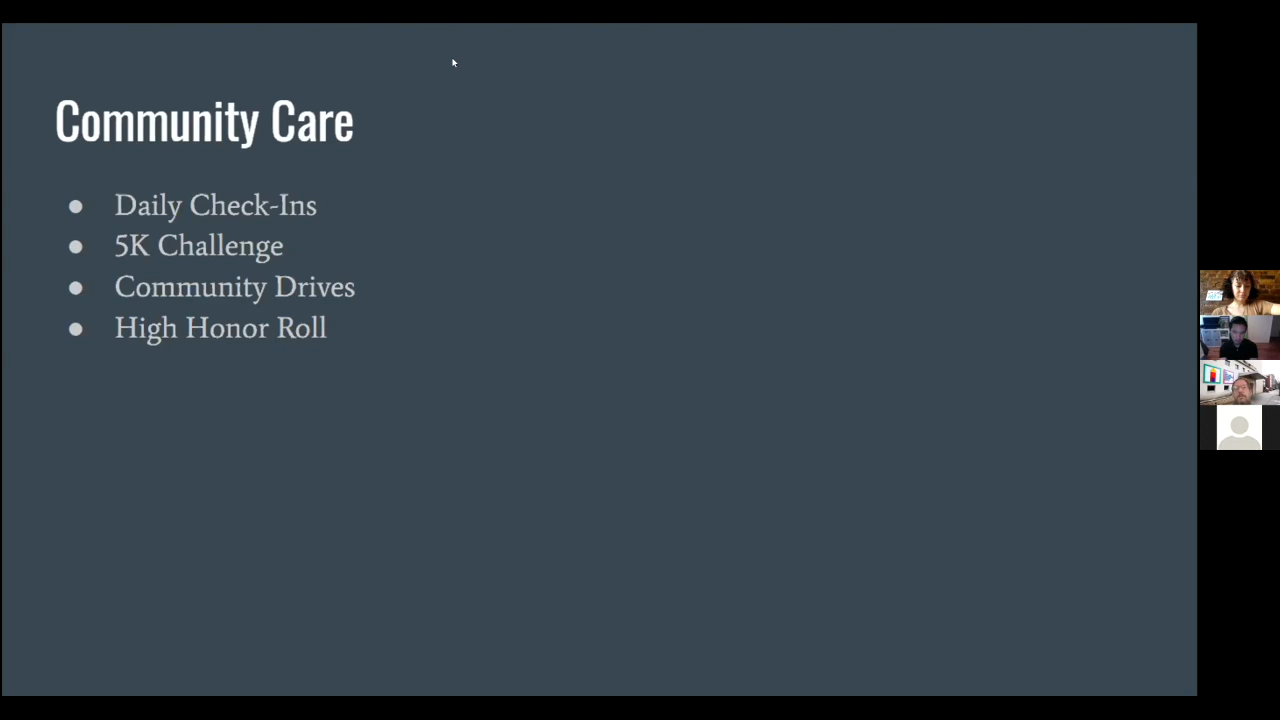 Community Care
● Daily Check-Ins
● 5K Challenge
● Community Drives
● High Honor Roll